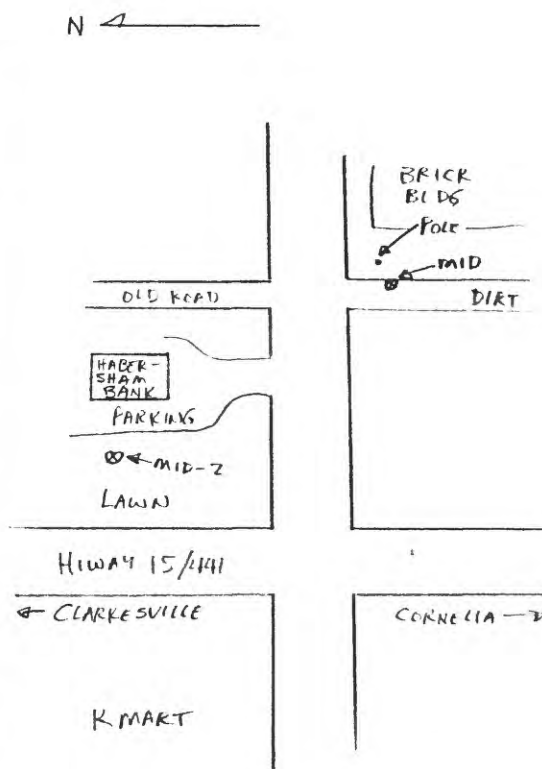 N
BRICK
BLDG
POLE
MID
OLD ROAD
DIRT
HABER-
SHAM
BANK
PARKING
MID-2
LAWN
HIWAY 15/441
CLARKESVILLE
CORNELIA
KMART